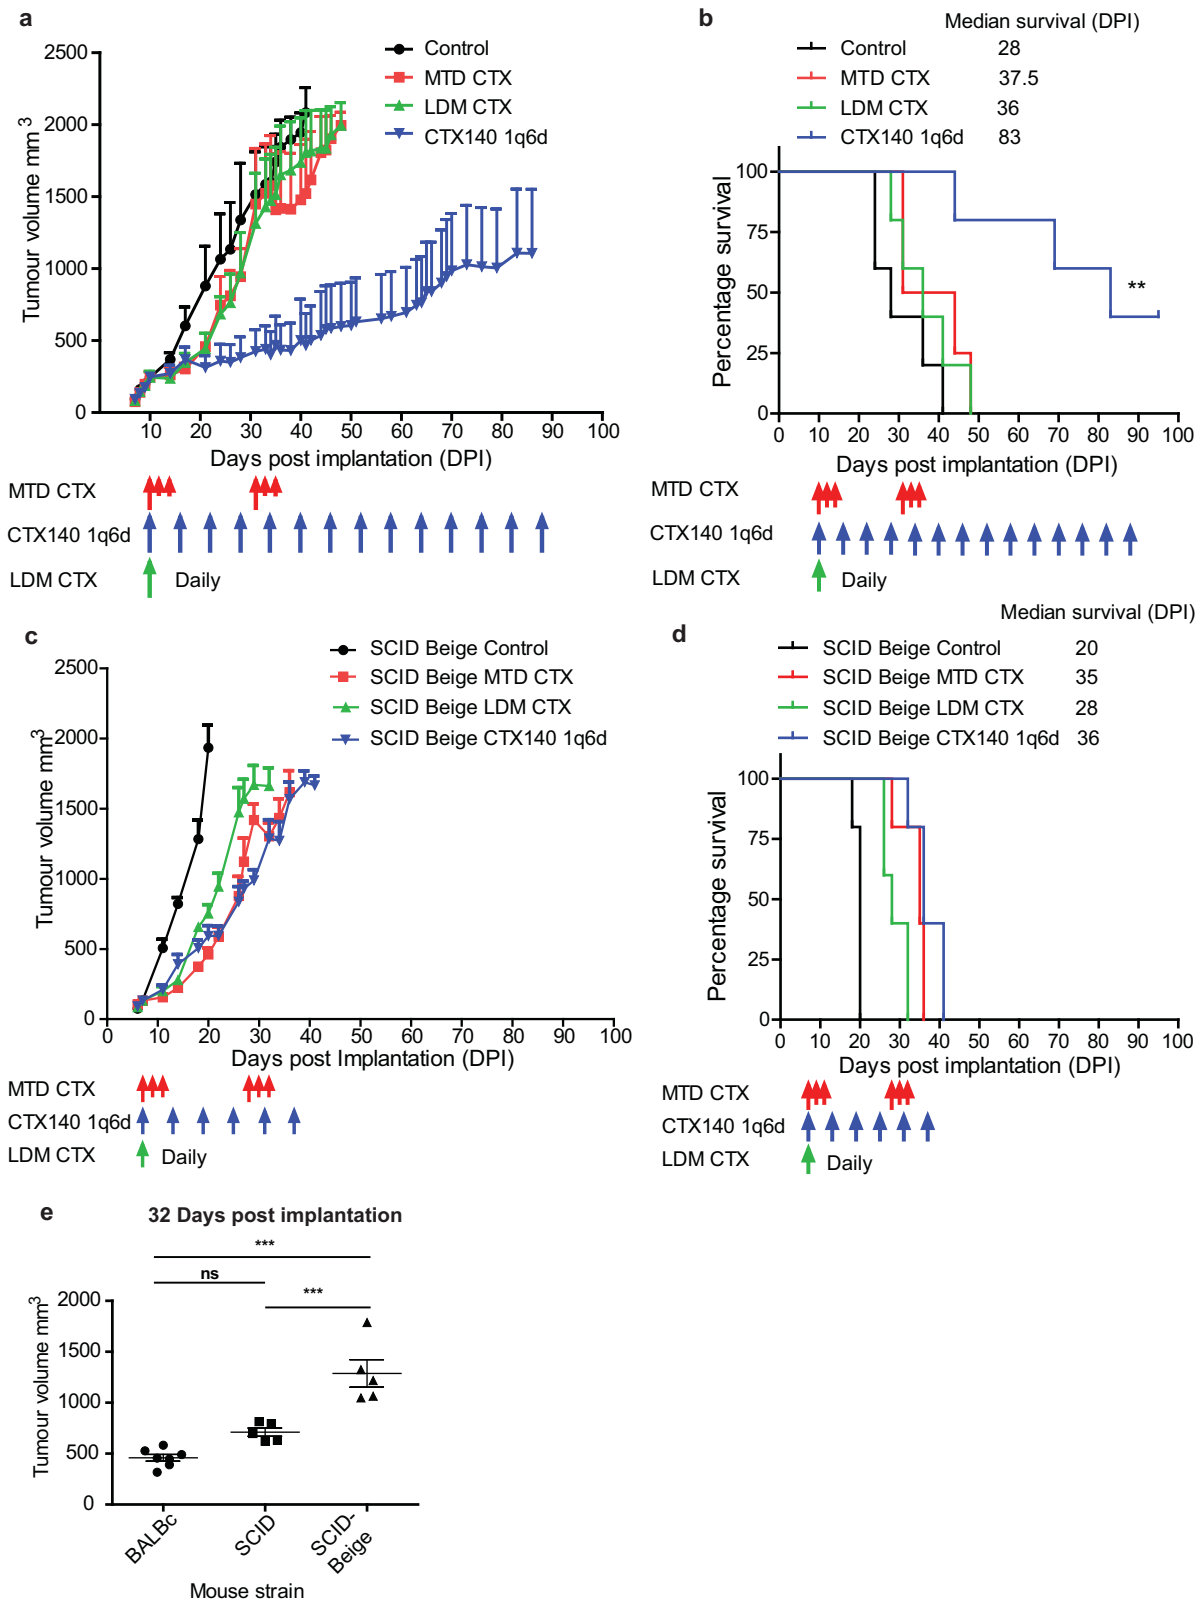 a
Control
MTD CTX
LDM CTX
CTX140 1q6d
2500
2000
1500
1000
500
0
Tumour volume mm3
10 20 30 40 50 60 70 80 90 100
Days post implantation (DPI)
MTD CTX
CTX140 1q6d
LDM CTX Daily
b
Median survival (DPI)
Control 28
MTD CTX 37.5
LDM CTX 36
CTX140 1q6d 83
100
75
50
25
0
Percentage survival
**
0 10 20 30 40 50 60 70 80 90 100
Days post implantation (DPI)
MTD CTX
CTX140 1q6d
LDM CTX Daily
c
SCID Beige Control
SCID Beige MTD CTX
SCID Beige LDM CTX
SCID Beige CTX140 1q6d
2500
2000
1500
1000
500
0
Tumour volume mm3
0 10 20 30 40 50 60 70 80 90 100
Days post Implantation (DPI)
MTD CTX
CTX140 1q6d
LDM CTX Daily
d
Median survival (DPI)
SCID Beige Control 20
SCID Beige MTD CTX 35
SCID Beige LDM CTX 28
SCID Beige CTX140 1q6d 36
100
75
50
25
0
Percentage survival
0 10 20 30 40 50 60 70 80 90 100
Days post implantation (DPI)
MTD CTX
CTX140 1q6d
LDM CTX Daily
e
32 Days post implantation
***
ns
***
2000
1500
1000
500
0
Tumour volume mm3
BALBc
SCID
SCID-
Beige
Mouse strain